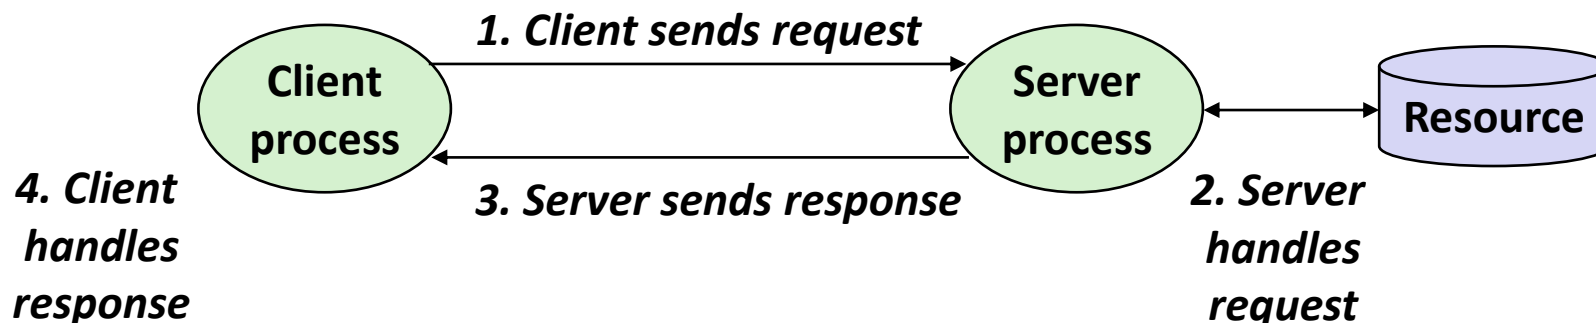 1. Client sends request
Client
process
Server
process
Resource
3. Server sends response
2. Server
handles
request
4. Client
handles
response